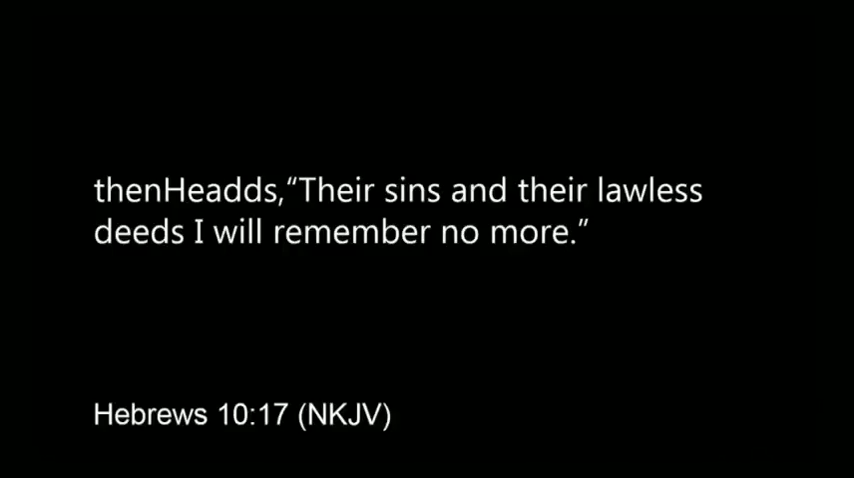 thenHeadds,“Their sins and their lawless
deeds I will remember no more.”
Hebrews 10:17 (NKJV)